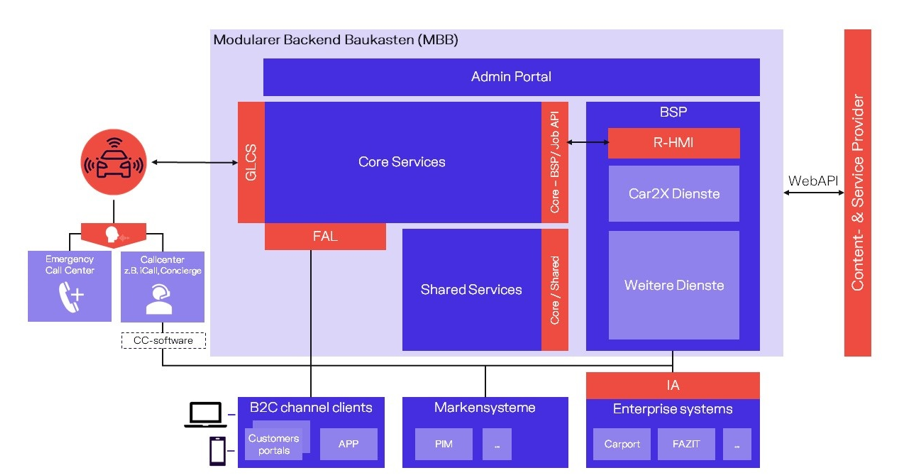 Modularer Backend Baukasten (MBB)
Admin Portal
GLCS
Core Services
Core – BSP/ Job API
BSP
R-HMI
Car2X Dienste
Weitere Dienste
FAL
Shared Services
Core / Shared
WebAPI
Content- & Service Provider
Emergency
Call Center
Callcenter
z.B. iCall, Concierge
CC-software
B2C channel clients
Customers
portals
APP
Markensysteme
PIM
...
IA
Enterprise systems
Carport
FAZIT
...